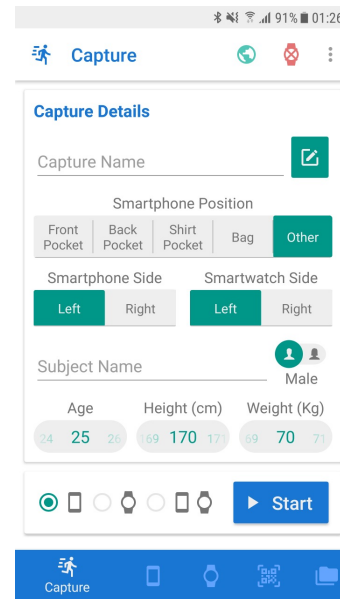 91% 01:26
Capture
Capture Details
Capture Name
Smartphone Position
Front Pocket Back Pocket Shirt Pocket Bag Other
Smartphone Side Smartwatch Side
Left Right Left Right
Subject Name
Male
Age Height (cm) Weight (Kg)
24 25 26 169 170 171 69 70 71
Start
Capture